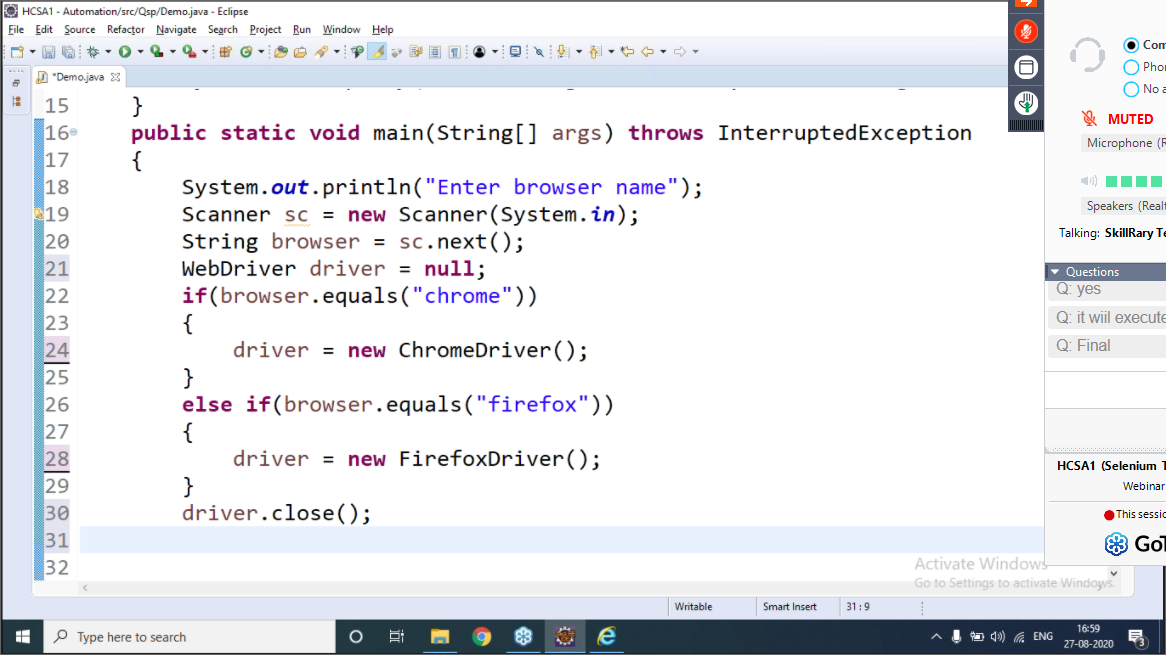 HCSA1 - Automation/src/Qsp/Demo.java - Eclipse
File Edit Source Refactor Navigate Search Project Run Window Help
*Demo.java
15 }
16 public static void main(String[] args) throws InterruptedException
17 {
18 System.out.println("Enter browser name");
19 Scanner sc = new Scanner(System.in);
20 String browser = sc.next();
21 WebDriver driver = null;
22 if(browser.equals("chrome"))
23 {
24 driver = new ChromeDriver();
25 }
26 else if(browser.equals("firefox"))
27 {
28 driver = new FirefoxDriver();
29 }
30 driver.close();
31
32
Writable Smart Insert 31 : 9
Com
Phon
No a
MUTED
Microphone (R
Speakers (Realt
Talking: SkillRary Te
Questions
Q: yes
Q: it wiil execute
Q: Final
HCSA1 (Selenium T
Webinar
This sessio
GoT
Activate Windows
Go to Settings to activate Windows.
Type here to search
ENG
16:59
27-08-2020
3